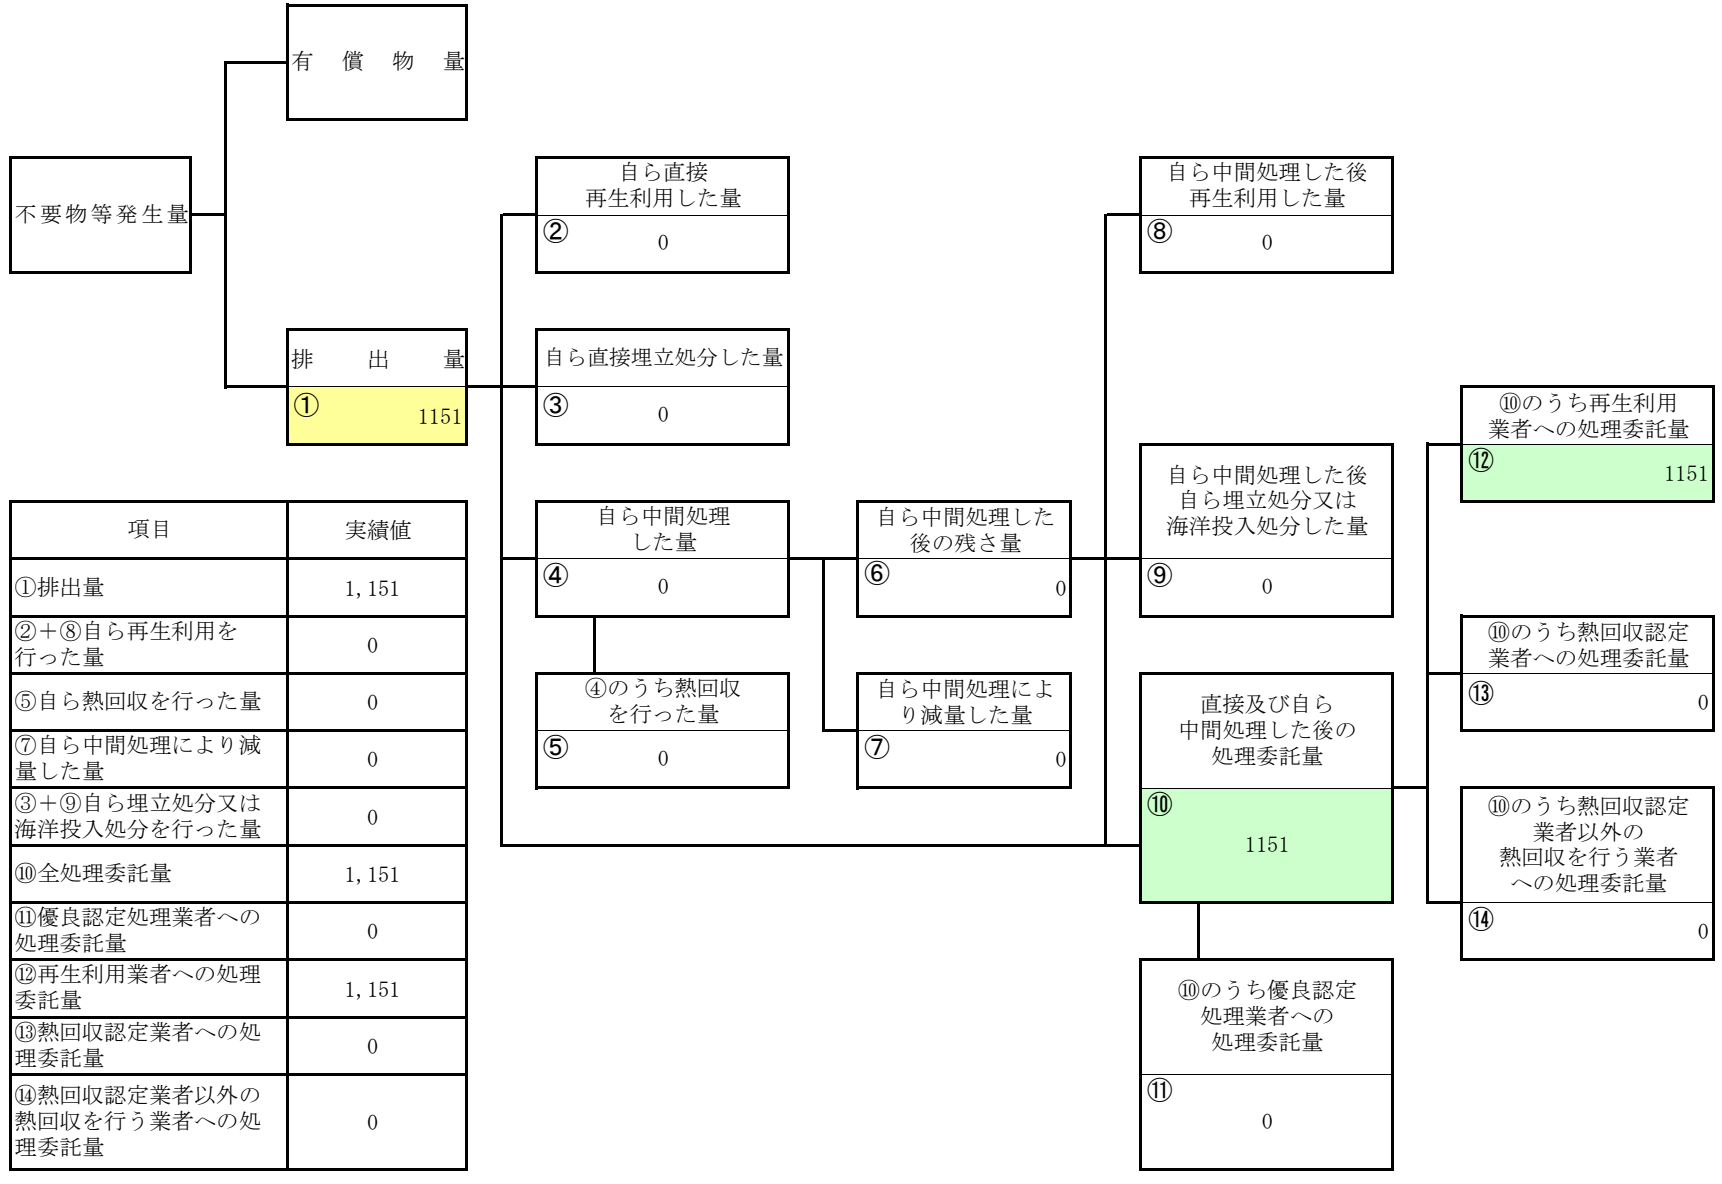 有償物量
不要物等発生量
排出量
①
1151
自ら直接
再生利用した量
②
0
自ら直接埋立処分した量
③
0
自ら中間処理
した量
④
0
④のうち熱回収
を行った量
⑤
0
自ら中間処理した
後の残さ量
⑥
0
自ら中間処理によ
り減量した量
⑦
0
自ら中間処理した後
再生利用した量
⑧
0
自ら中間処理した後
自ら埋立処分又は
海洋投入処分した量
⑨
0
直接及び自ら
中間処理した後の
処理委託量
⑩
1151
⑩のうち優良認定
処理業者への
処理委託量
⑪
0
⑩のうち再生利用
業者への処理委託量
⑫
1151
⑩のうち熱回収認定
業者への処理委託量
⑬
0
⑩のうち熱回収認定
業者以外の
熱回収を行う業者
への処理委託量
⑭
0
項目 実績値
①排出量 1,151
②+⑧自ら再生利用を
行った量 0
⑤自ら熱回収を行った量 0
⑦自ら中間処理により減
量した量 0
③+⑨自ら埋立処分又は
海洋投入処分を行った量 0
⑩全処理委託量 1,151
⑪優良認定処理業者への
処理委託量 0
⑫再生利用業者への処理
委託量 1,151
⑬熱回収認定業者への処
理委託量 0
⑭熱回収認定業者以外の
熱回収を行う業者への処
理委託量 0